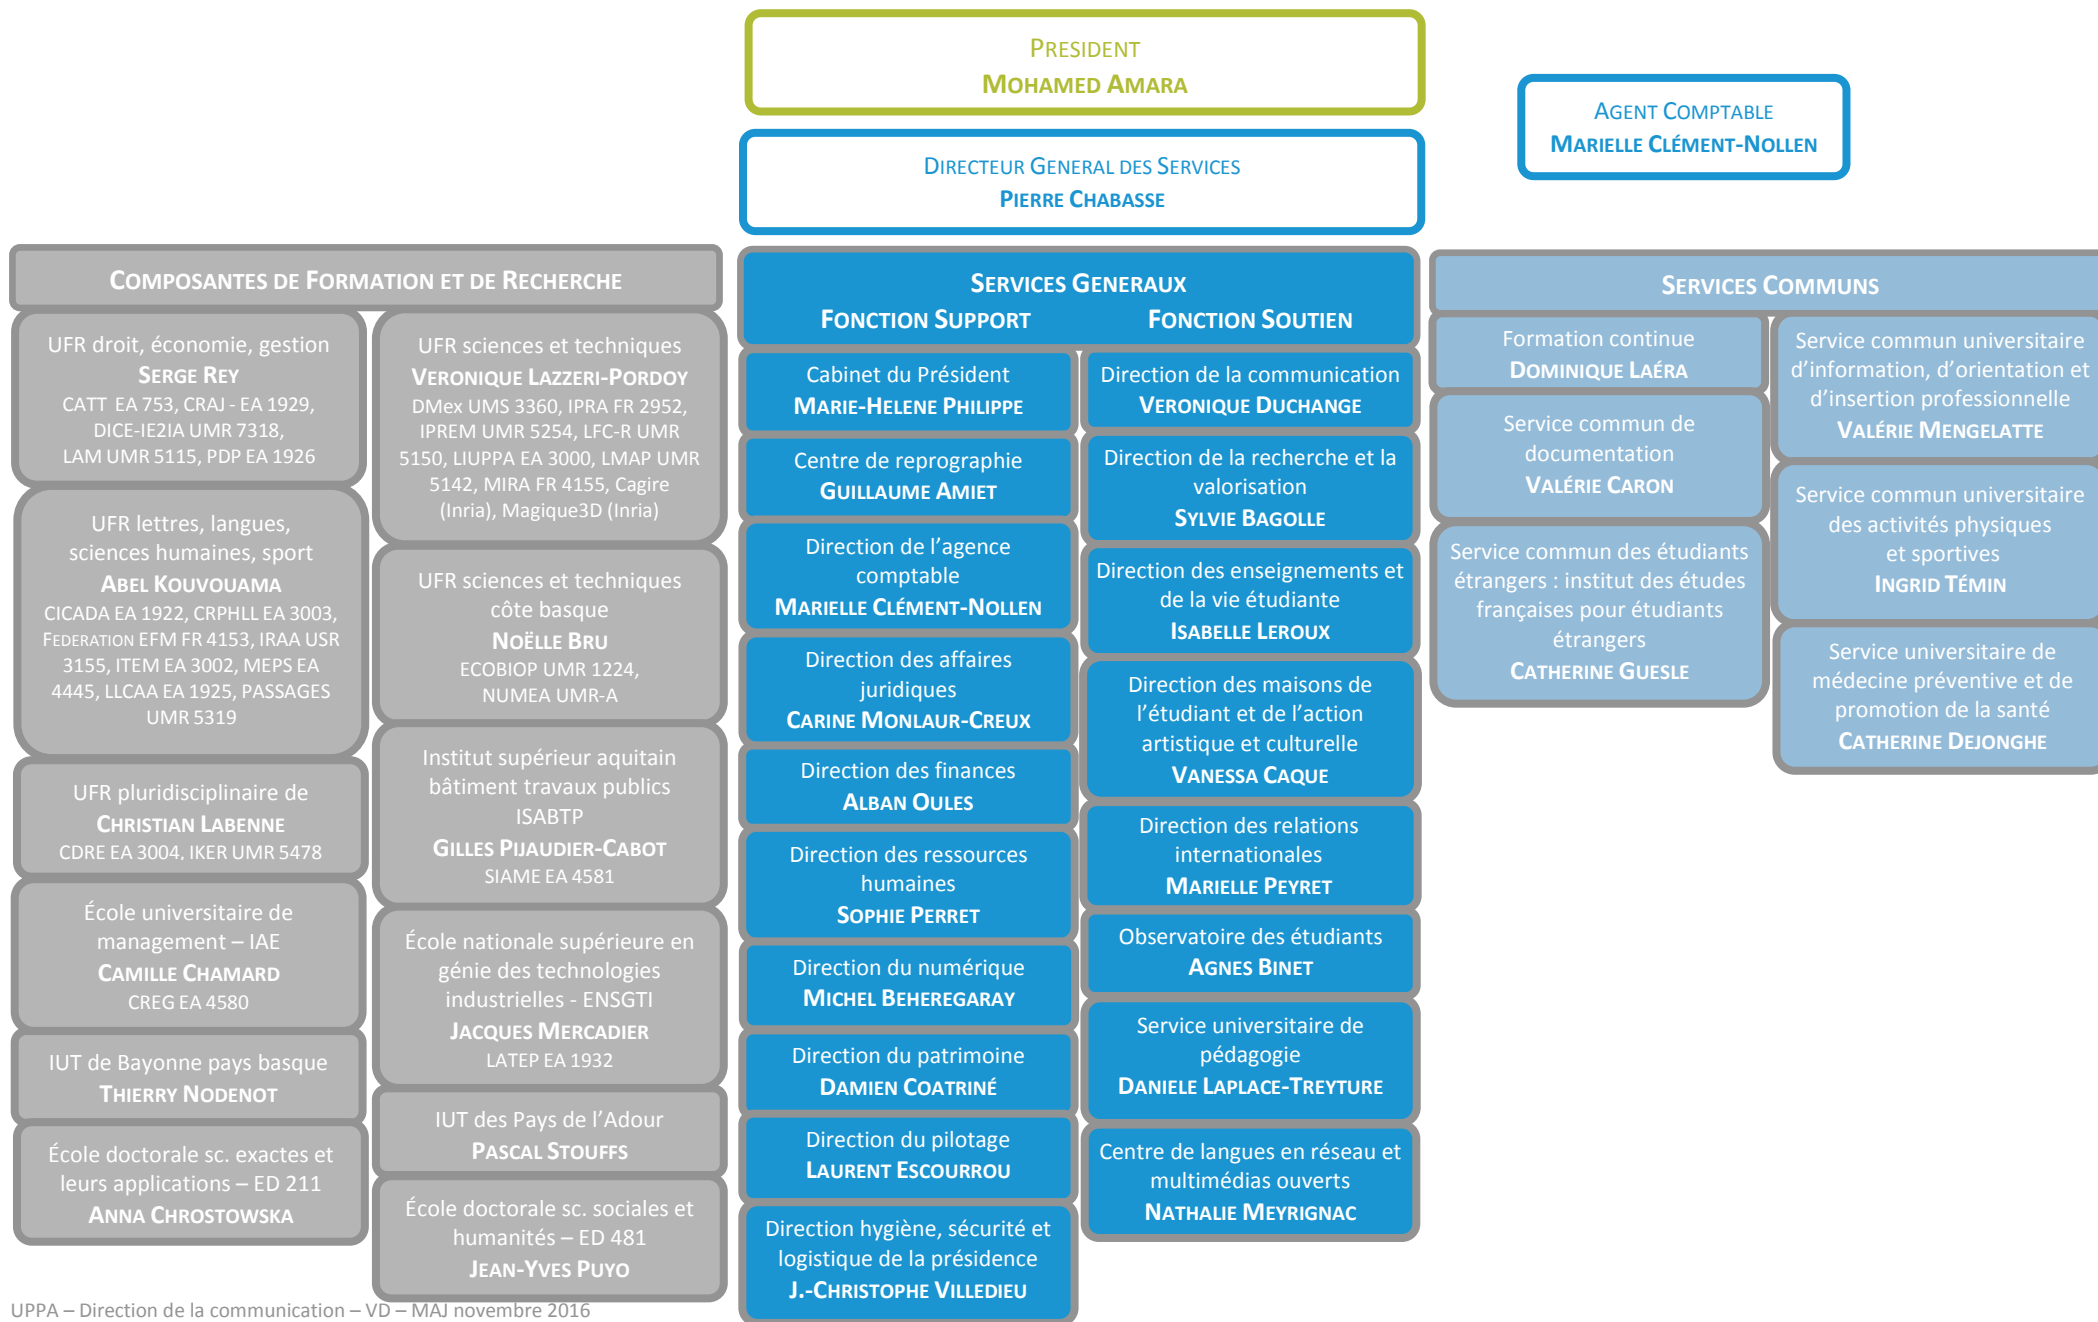 PRESIDENT
MOHAMED AMARA
AGENT COMPTABLE
MARIELLE CLÉMENT-NOLLEN
DIRECTEUR GENERAL DES SERVICES
PIERRE CHABASSE
COMPOSANTES DE FORMATION ET DE RECHERCHE
UFR droit, économie, gestion
SERGE REY
CATT EA 753, CRAJ - EA 1929,
DICE-IE2IA UMR 7318,
LAM UMR 5115, PDP EA 1926
UFR lettres, langues,
sciences humaines, sport
ABEL KOUVOUAMA
CICADA EA 1922, CRPHLL EA 3003,
FEDERATION EFM FR 4153, IRAA USR
3155, ITEM EA 3002, MEPS EA
4445, LLCAA EA 1925, PASSAGES
UMR 5319
UFR pluridisciplinaire de
CHRISTIAN LABENNE
CDRE EA 3004, IKER UMR 5478
École universitaire de
management – IAE
CAMILLE CHAMARD
CREG EA 4580
IUT de Bayonne pays basque
THIERRY NODENOT
École doctorale sc. exactes et
leurs applications – ED 211
ANNA CHROSTOWSKA
UFR sciences et techniques
VERONIQUE LAZZERI-PORDOY
DMex UMS 3360, IPRA FR 2952,
IPREM UMR 5254, LFC-R UMR
5150, LIUPPA EA 3000, LMAP UMR
5142, MIRA FR 4155, Cagire
(Inria), Magique3D (Inria)
UFR sciences et techniques
côte basque
NOËLLE BRU
ECOBIOP UMR 1224,
NUMEA UMR-A
Institut supérieur aquitain
bâtiment travaux publics
ISABTP
GILLES PIJAUDIER-CABOT
SIAME EA 4581
École nationale supérieure en
génie des technologies
industrielles - ENSGTI
JACQUES MERCADIER
LATEP EA 1932
IUT des Pays de l'Adour
PASCAL STOUFFS
École doctorale sc. sociales et
humanités – ED 481
JEAN-YVES PUYO
SERVICES GENERAUX
FONCTION SUPPORT
FONCTION SOUTIEN
Cabinet du Président
MARIE-HELENE PHILIPPE
Centre de reprographie
GUILLAUME AMIET
Direction de l'agence
comptable
MARIELLE CLÉMENT-NOLLEN
Direction des affaires
juridiques
CARINE MONLAUR-CREUX
Direction des finances
ALBAN OULES
Direction des ressources
humaines
SOPHIE PERRET
Direction du numérique
MICHEL BEHEREGARAY
Direction du patrimoine
DAMIEN COATRINÉ
Direction du pilotage
LAURENT ESCOURROU
Direction hygiène, sécurité et
logistique de la présidence
J.-CHRISTOPHE VILLEDIEU
Direction de la communication
VERONIQUE DUCHANGE
Direction de la recherche et la
valorisation
SYLVIE BAGOLLE
Direction des enseignements et
de la vie étudiante
ISABELLE LEROUX
Direction des maisons de
l'étudiant et de l'action
artistique et culturelle
VANESSA CAQUE
Direction des relations
internationales
MARIELLE PEYRET
Observatoire des étudiants
AGNES BINET
Service universitaire de
pédagogie
DANIELE LAPLACE-TREYTURE
Centre de langues en réseau et
multimédias ouverts
NATHALIE MEYRIGNAC
SERVICES COMMUNS
Formation continue
DOMINIQUE LAÉRA
Service commun de
documentation
VALÉRIE CARON
Service commun des étudiants
étrangers : institut des études
françaises pour étudiants
étrangers
CATHERINE GUESLE
Service commun universitaire
d'information, d'orientation et
d'insertion professionnelle
VALÉRIE MENGELATTE
Service commun universitaire
des activités physiques
et sportives
INGRID TÉMIN
Service universitaire de
médecine préventive et de
promotion de la santé
CATHERINE DEJONGHE
UPPA – Direction de la communication – VD – MAJ novembre 2016